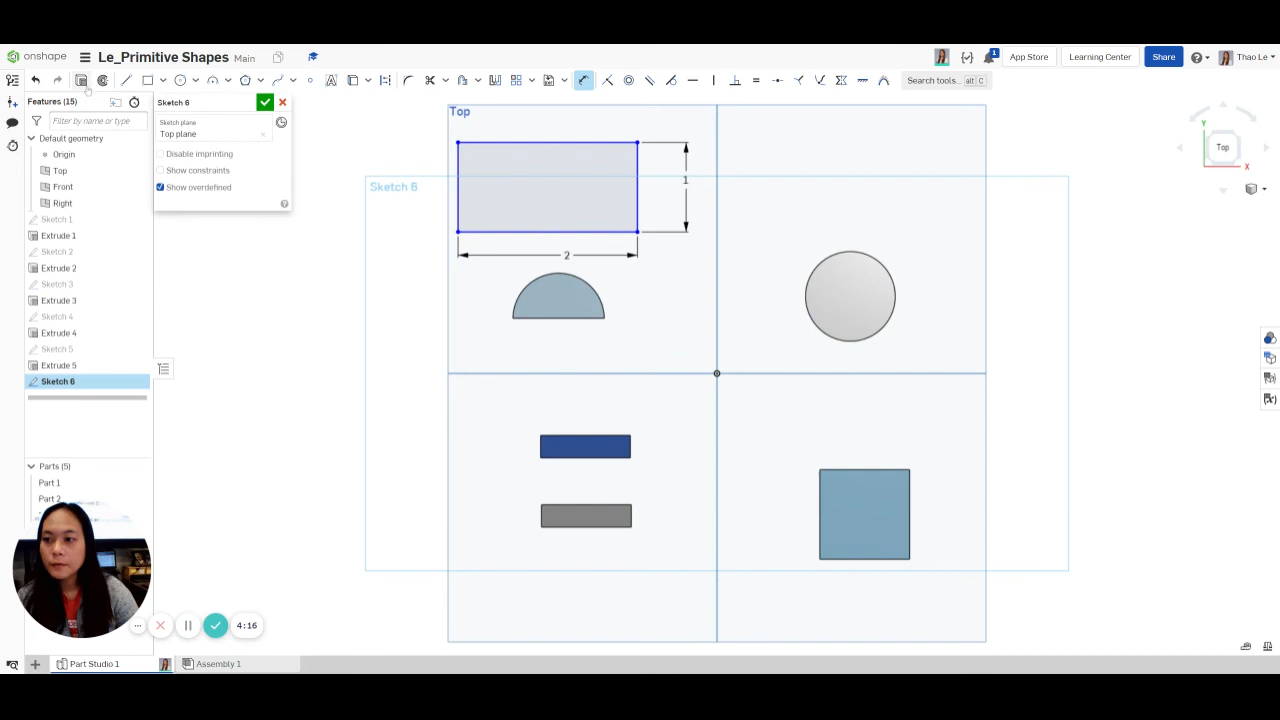 onshape
Le_Primitive Shapes Main
1
App Store
Learning Center
Share
Thao Le
Search tools...
alt
C
Features (15)
Filter by name or type
Default geometry
Origin
Top
Front
Right
Sketch 1
Extrude 1
Sketch 2
Extrude 2
Sketch 3
Extrude 3
Sketch 4
Extrude 4
Sketch 5
Extrude 5
Sketch 6
Parts (5)
Part 1
Part 2
Sketch 6
Sketch plane
Top plane
Disable imprinting
Show constraints
Show overdefined
Top
Sketch 6
1
2
Y
Top
X
4:16
Part Studio 1
Assembly 1